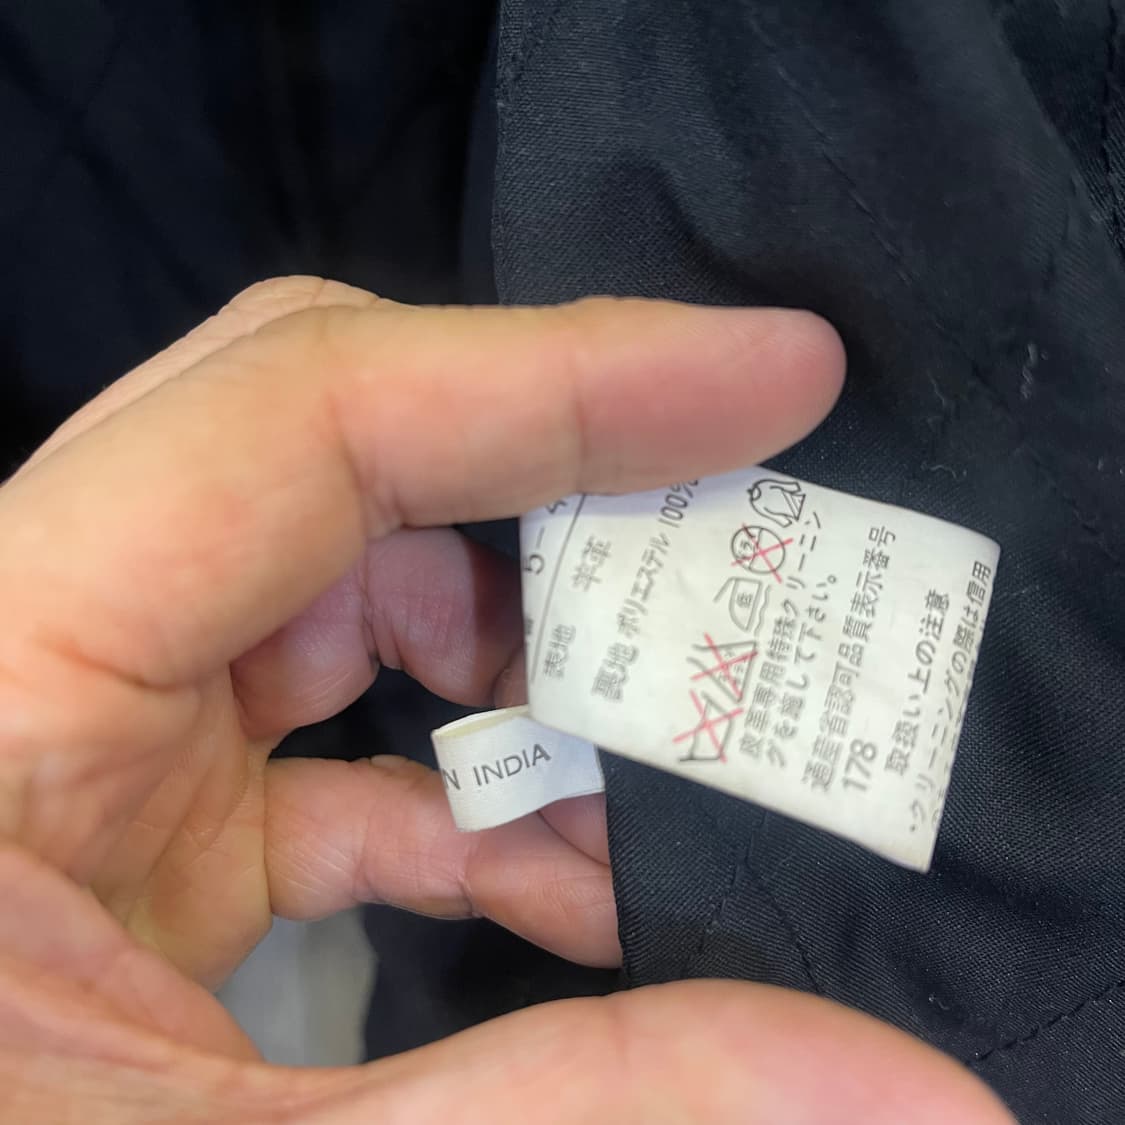 5-4
表地 羊革
裏地 ポリエステル 100%
皮革専用特殊クリーニン
グを施して下さい。
通産省認可品質表示番号
178
取扱い上の注意
・クリーニングの際は信用
N INDIA